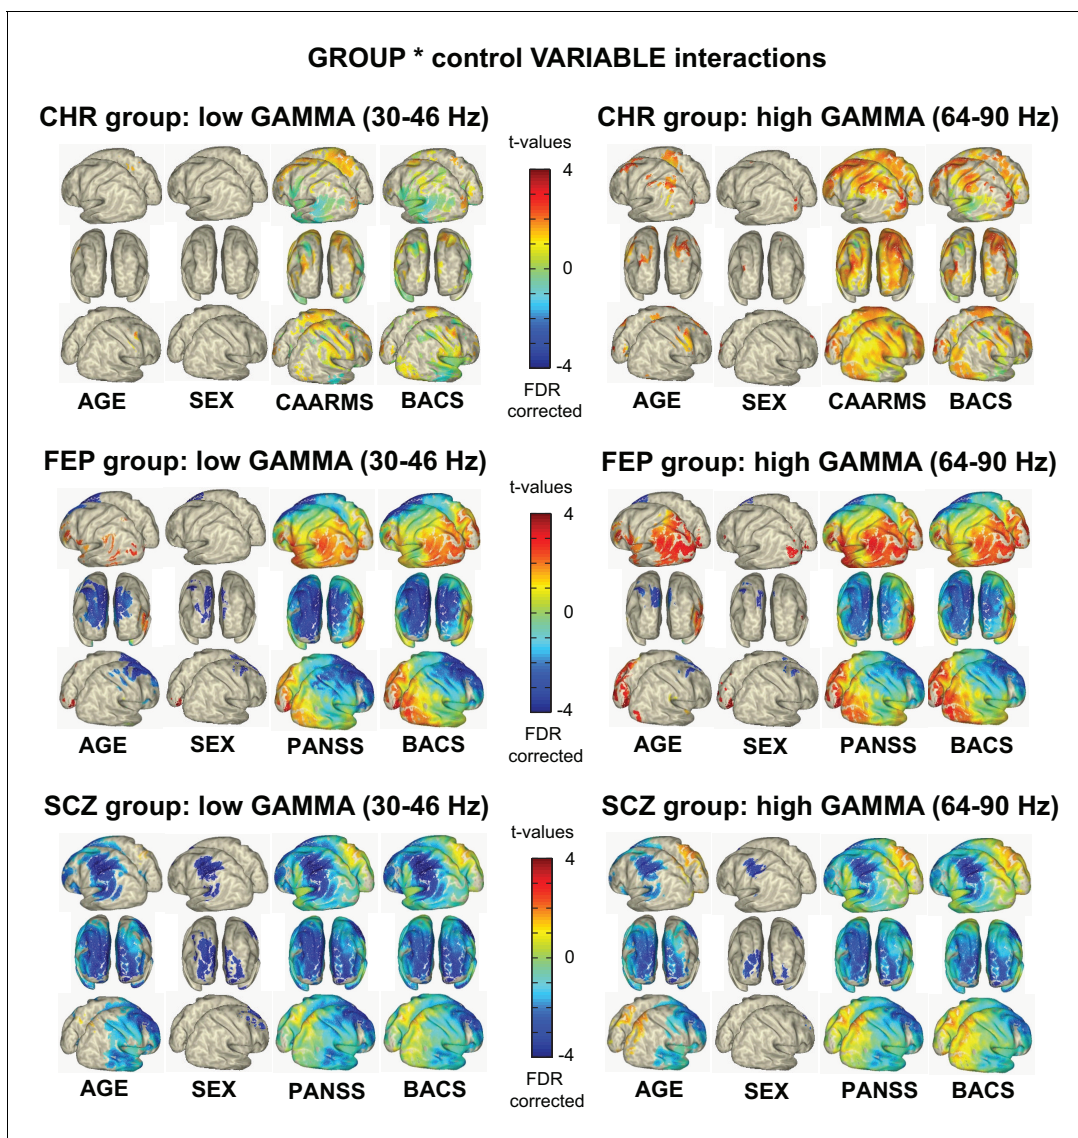 GROUP * control VARIABLE interactions
CHR group: low GAMMA (30-46 Hz)
t-values
4
0
-4
FDR
corrected
AGE SEX CAARMS BACS
CHR group: high GAMMA (64-90 Hz)
AGE SEX CAARMS BACS
FEP group: low GAMMA (30-46 Hz)
t-values
4
0
-4
FDR
corrected
AGE SEX PANSS BACS
FEP group: high GAMMA (64-90 Hz)
AGE SEX PANSS BACS
SCZ group: low GAMMA (30-46 Hz)
t-values
4
0
-4
FDR
corrected
AGE SEX PANSS BACS
SCZ group: high GAMMA (64-90 Hz)
AGE SEX PANSS BACS